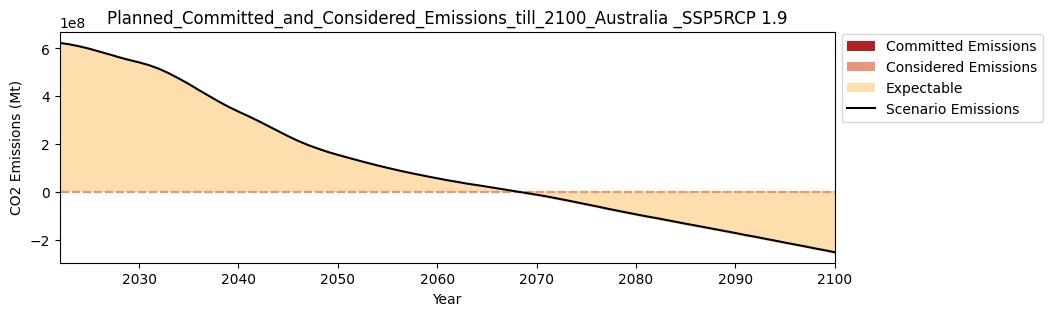 Planned_Committed_and_Considered_Emissions_till_2100_Australia _SSP5RCP 1.9
1e8
6
4
2
0
−2
CO2 Emissions (Mt)
2030 2040 2050 2060 2070 2080 2090 2100
Year
Committed Emissions
Considered Emissions
Expectable
Scenario Emissions